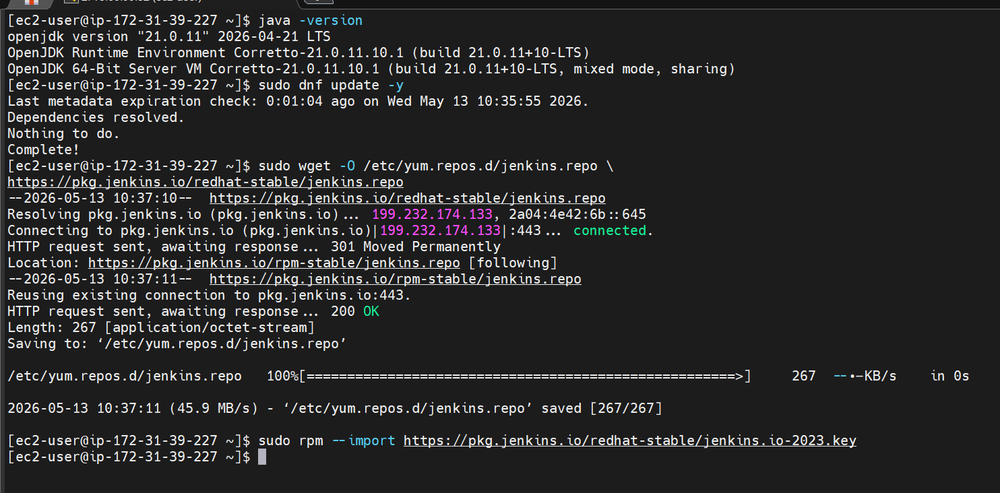 [ec2-user@ip-172-31-39-227 ~]$ java -version
openjdk version "21.0.11" 2026-04-21 LTS
OpenJDK Runtime Environment Corretto-21.0.11.10.1 (build 21.0.11+10-LTS)
OpenJDK 64-Bit Server VM Corretto-21.0.11.10.1 (build 21.0.11+10-LTS, mixed mode, sharing)
[ec2-user@ip-172-31-39-227 ~]$ sudo dnf update -y
Last metadata expiration check: 0:01:04 ago on Wed May 13 10:35:55 2026.
Dependencies resolved.
Nothing to do.
Complete!
[ec2-user@ip-172-31-39-227 ~]$ sudo wget -O /etc/yum.repos.d/jenkins.repo \
https://pkg.jenkins.io/redhat-stable/jenkins.repo
--2026-05-13 10:37:10--  https://pkg.jenkins.io/redhat-stable/jenkins.repo
Resolving pkg.jenkins.io (pkg.jenkins.io)... 199.232.174.133, 2a04:4e42:6b::645
Connecting to pkg.jenkins.io (pkg.jenkins.io)|199.232.174.133|:443... connected.
HTTP request sent, awaiting response... 301 Moved Permanently
Location: https://pkg.jenkins.io/rpm-stable/jenkins.repo [following]
--2026-05-13 10:37:11--  https://pkg.jenkins.io/rpm-stable/jenkins.repo
Reusing existing connection to pkg.jenkins.io:443.
HTTP request sent, awaiting response... 200 OK
Length: 267 [application/octet-stream]
Saving to: ‘/etc/yum.repos.d/jenkins.repo’
/etc/yum.repos.d/jenkins.repo   100%[=====================================================>]     267  --.-KB/s    in 0s
2026-05-13 10:37:11 (45.9 MB/s) - ‘/etc/yum.repos.d/jenkins.repo’ saved [267/267]
[ec2-user@ip-172-31-39-227 ~]$ sudo rpm --import https://pkg.jenkins.io/redhat-stable/jenkins.io-2023.key
[ec2-user@ip-172-31-39-227 ~]$